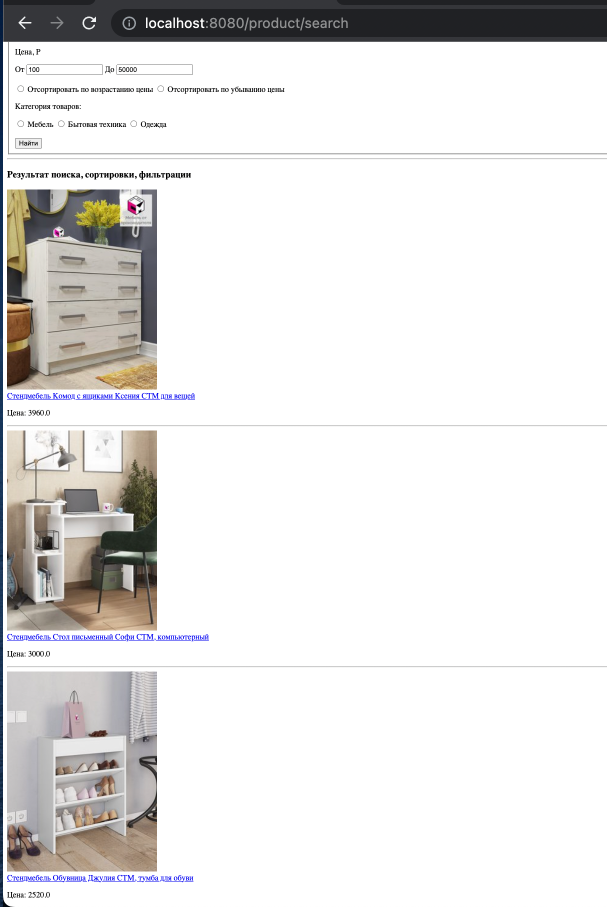 localhost:8080/product/search
Цена, Р
От 100 До 50000
Отсортировать по возрастанию цены Отсортировать по убыванию цены
Категория товаров:
Мебель Бытовая техника Одежда
Найти
Результат поиска, сортировки, фильтрации
Стендмебель Комод с ящиками Ксения СТМ для вещей
Цена: 3960.0
Стендмебель Стол письменный Софи СТМ, компьютерный
Цена: 3000.0
Стендмебель Обувница Джулия СТМ, тумба для обуви
Цена: 2520.0